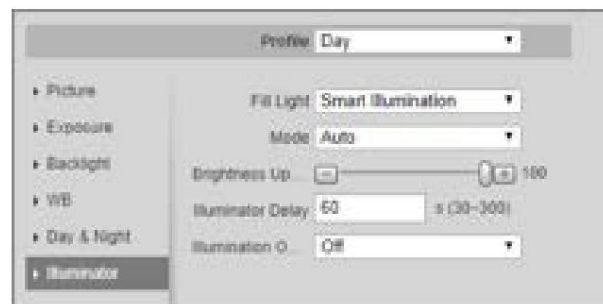 Profile Day
Picture
Exposure
Backlight
WB
Day & Night
Illuminator
Fill Light Smart Illumination
Mode Auto
Brightness Up... 100
Illuminator Delay 60 s (30~300)
Illumination O... Off